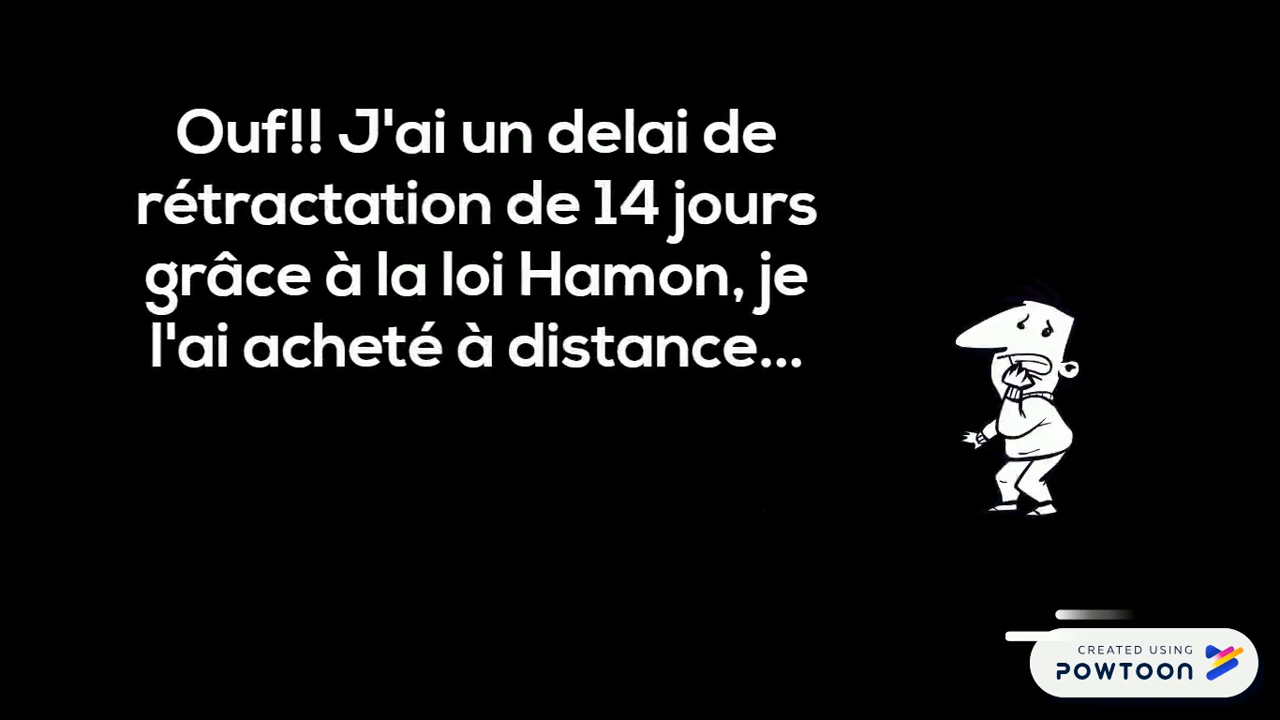 Ouf!! J'ai un delai de
rétractation de 14 jours
grâce à la loi Hamon, je
l'ai acheté à distance...
CREATED USING
POWTOON